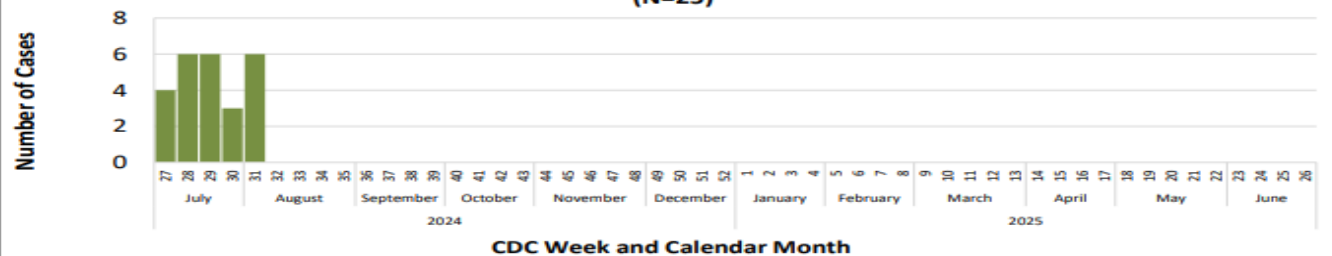 (N=25)
Number of Cases
8
6
4
2
0
27 28 29 30 31 32 33 34 35 36 37 38 39 40 41 42 43 44 45 46 47 48 49 50 51 52 1 2 3 4 5 6 7 8 9 10 11 12 13 14 15 16 17 18 19 20 21 22 23 24 25 26
July August September October November December January February March April May June
2024 2025
CDC Week and Calendar Month